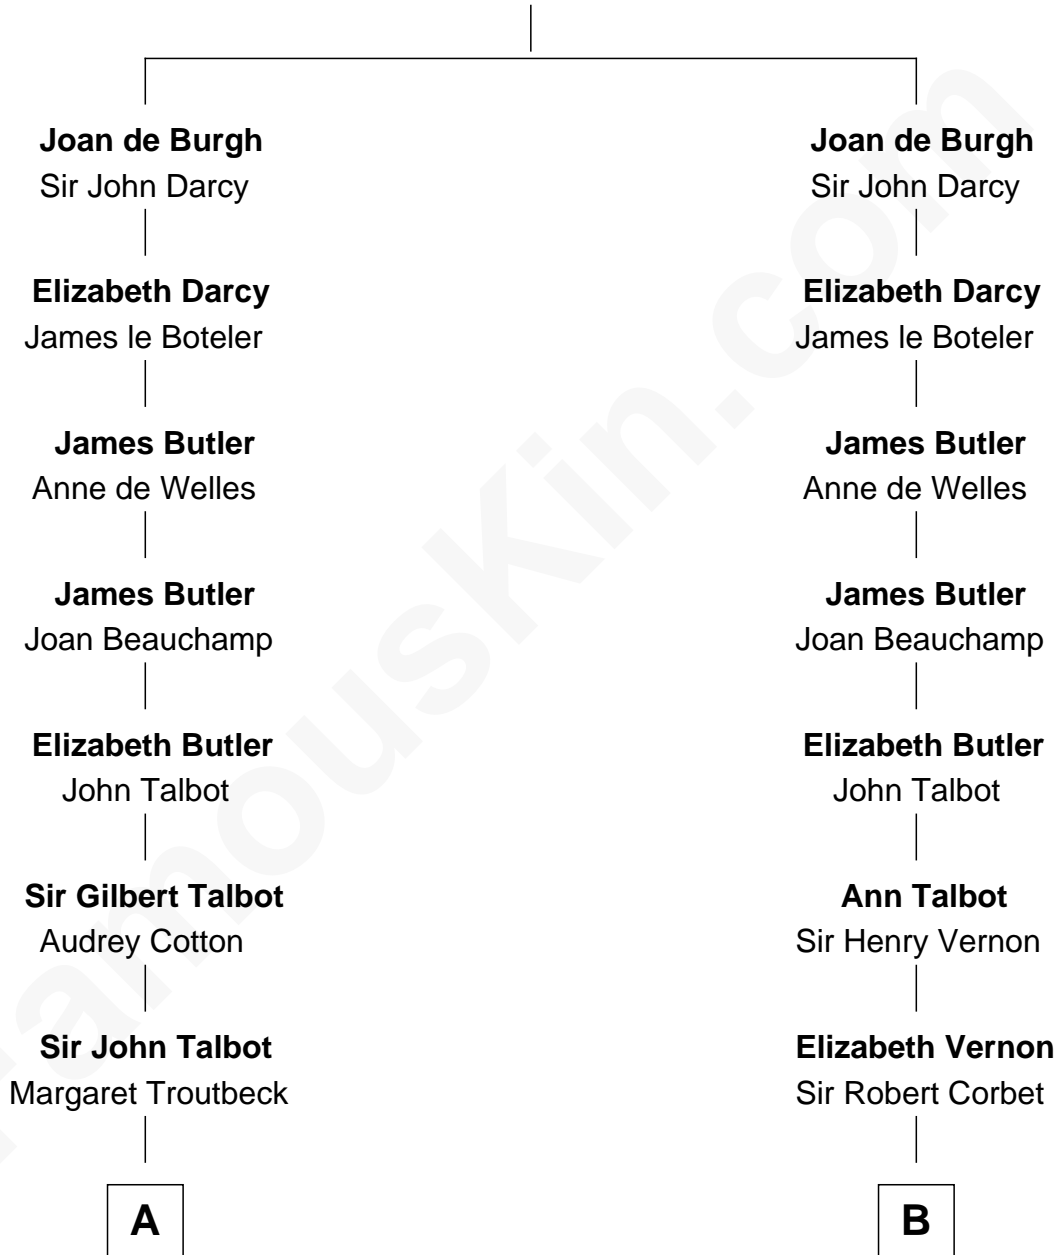 Joan de Burgh
Sir John Darcy
Elizabeth Darcy
James le Boteler
James Butler
Anne de Welles
James Butler
Joan Beauchamp
Elizabeth Butler
John Talbot
Sir Gilbert Talbot
Audrey Cotton
Sir John Talbot
Margaret Troutbeck
A
Joan de Burgh
Sir John Darcy
Elizabeth Darcy
James le Boteler
James Butler
Anne de Welles
James Butler
Joan Beauchamp
Elizabeth Butler
John Talbot
Ann Talbot
Sir Henry Vernon
Elizabeth Vernon
Sir Robert Corbet
B
FamousKin.com